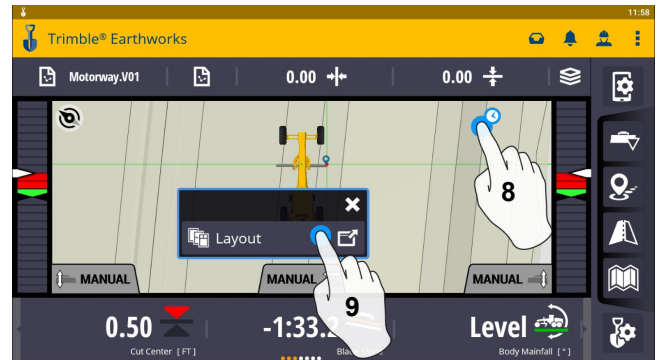 11:58
Trimble® Earthworks
Motorway.V01 0.00 0.00
8
Layout
9
MANUAL MANUAL MANUAL
0.50 -1:33.2 Level
Cut Center [FT] Body Mainfall [°]